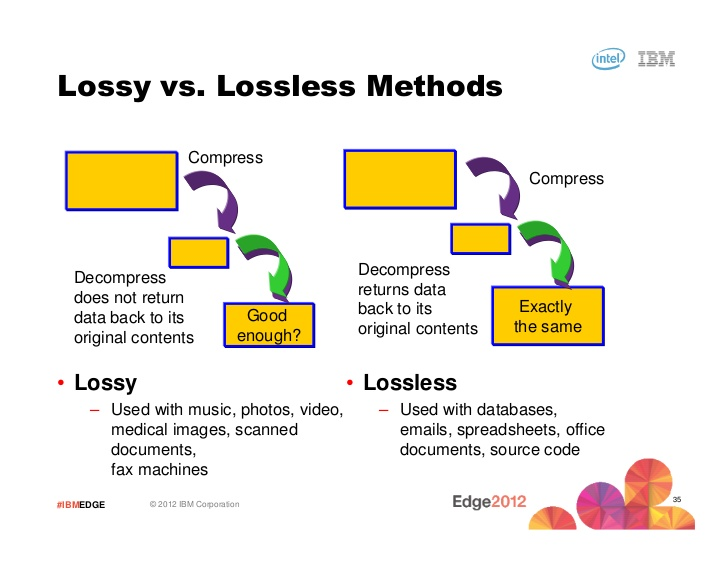 intel IBM
Lossy vs. Lossless Methods
Compress
Decompress
does not return
data back to its
original contents
Good
enough?
Compress
Decompress
returns data
back to its
original contents
Exactly
the same
• Lossy
– Used with music, photos, video,
medical images, scanned
documents,
fax machines
• Lossless
– Used with databases,
emails, spreadsheets, office
documents, source code
#IBMEDGE
© 2012 IBM Corporation
Edge2012
35